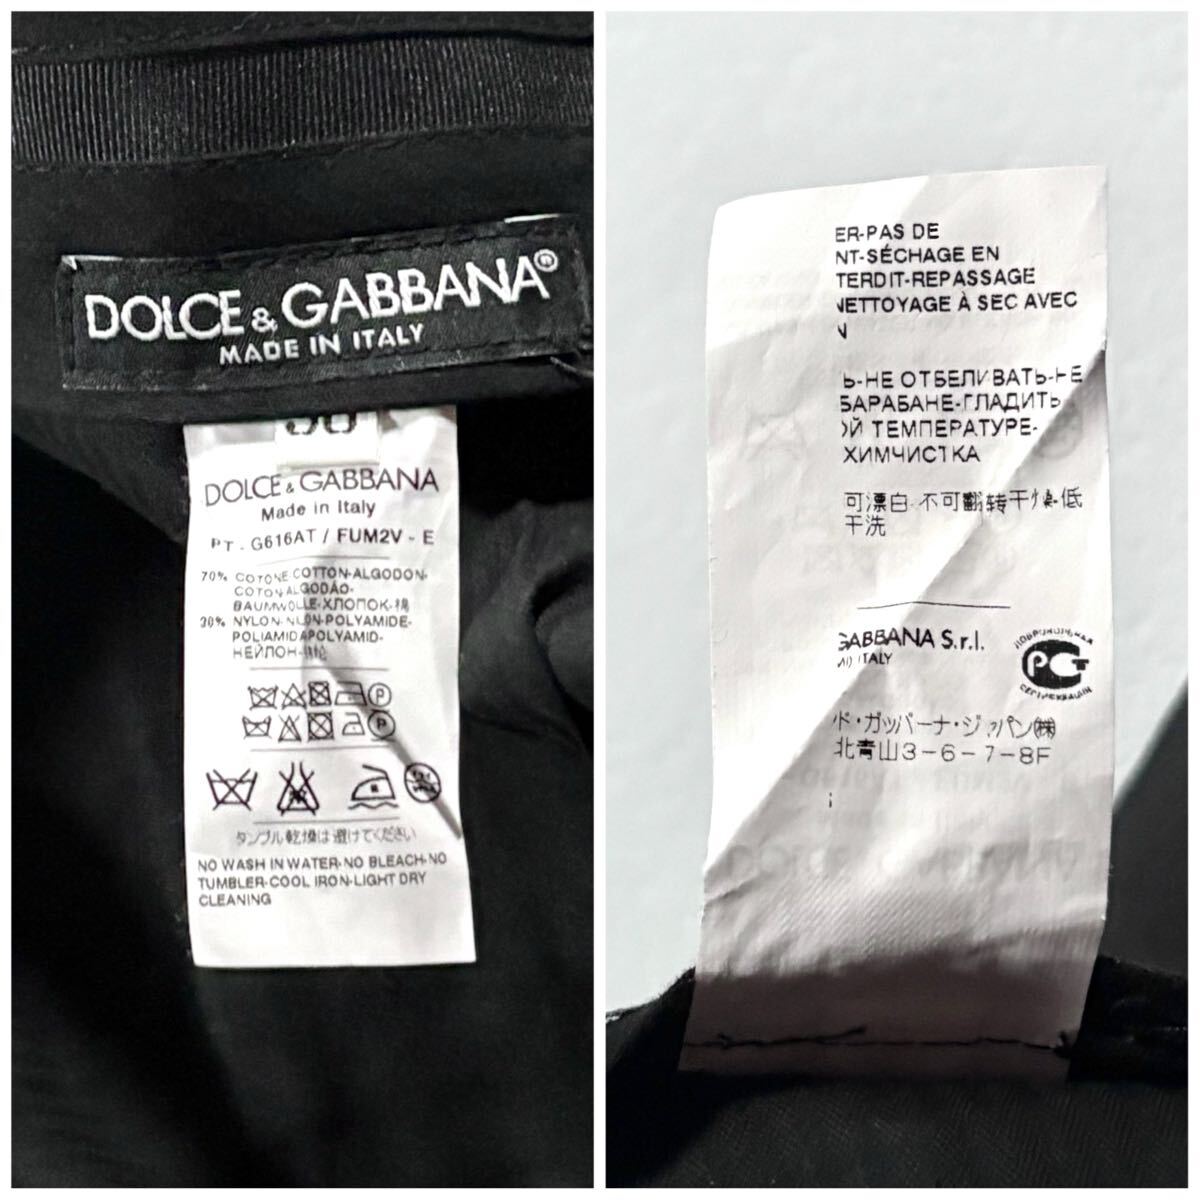 DOLCE & GABBANA®
MADE IN ITALY
DOLCE & GABBANA
Made in Italy
PT - G616AT / FUM2V - E
70% COTONE COTTON-ALGODON-
COTON-ALGODÃO-
BAUMWOLLE-ХЛОПОК-棉
30% NYLON-NYLON-POLYAMIDE-
POLIAMIDA POLYAMID-
НЕЙЛОН-
P
P
タンブル乾燥は避けてください
NO WASH IN WATER-NO BLEACH-NO
TUMBLER-COOL IRON-LIGHT DRY
CLEANING
ER-PAS DE
NT-SÉCHAGE EN
TERDIT-REPASSAGE
NETTOYAGE À SEC AVEC
N
Ь-НЕ ОТБЕЛИВАТЬ-НЕ
БАРАБАНЕ-ГЛАДИТЬ
ОЙ ТЕМПЕРАТУРЕ-
ХИМЧИСТКА
可漂白-不可翻转干燥-低
干洗
GABBANA S.r.l.
ITALY
ДОБРОВОЛЬНАЯ
РСТ
СЕРТИФИКАЦИЯ
ド・ガッバーナ・ジャパン㈱
北青山3-6-7-8F